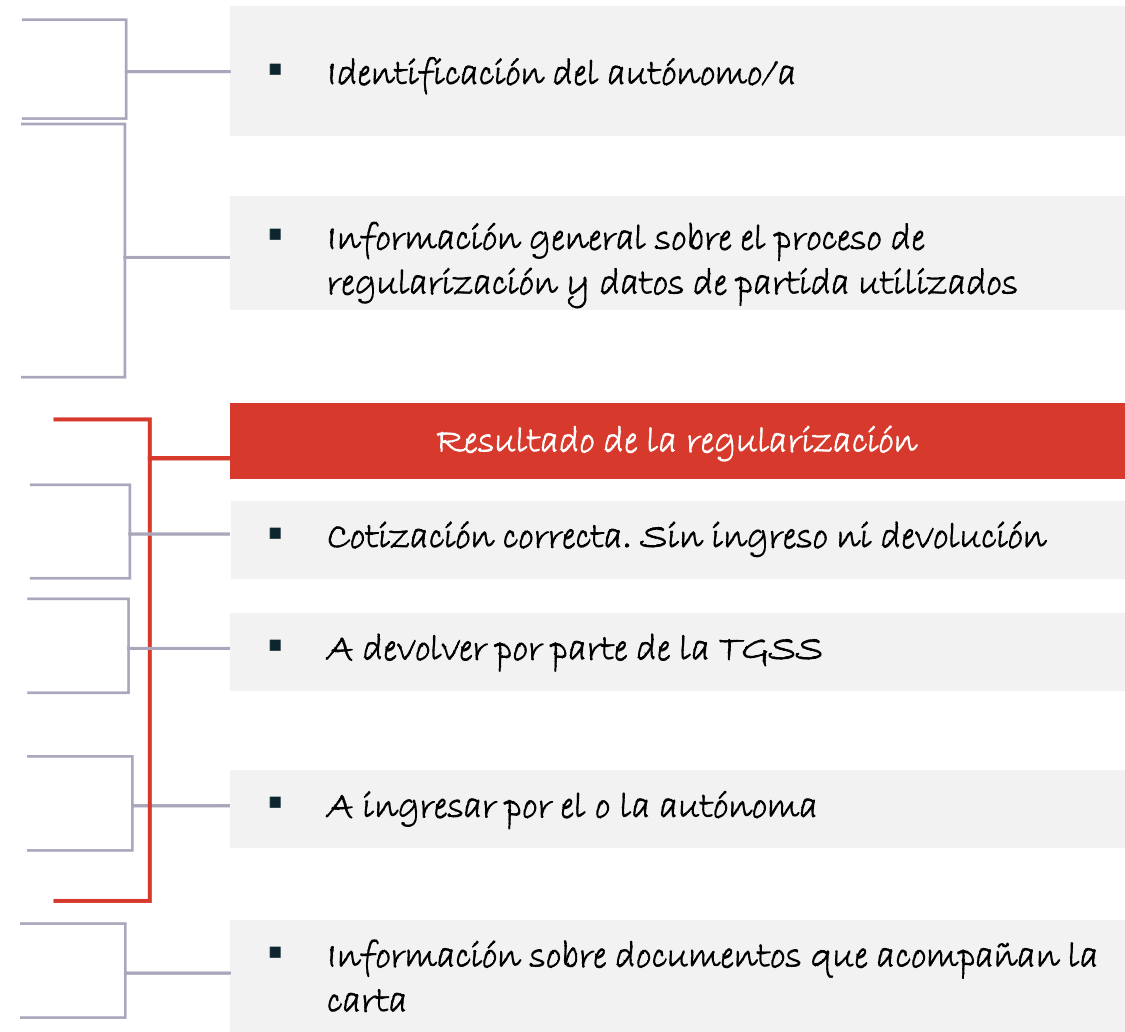 ▪ Identificación del autónomo/a
▪ Información general sobre el proceso de
regularización y datos de partida utilizados
Resultado de la regularización
▪ Cotización correcta. Sin ingreso ni devolución
▪ A devolver por parte de la TGSS
▪ A ingresar por el o la autónoma
▪ Información sobre documentos que acompañan la
carta